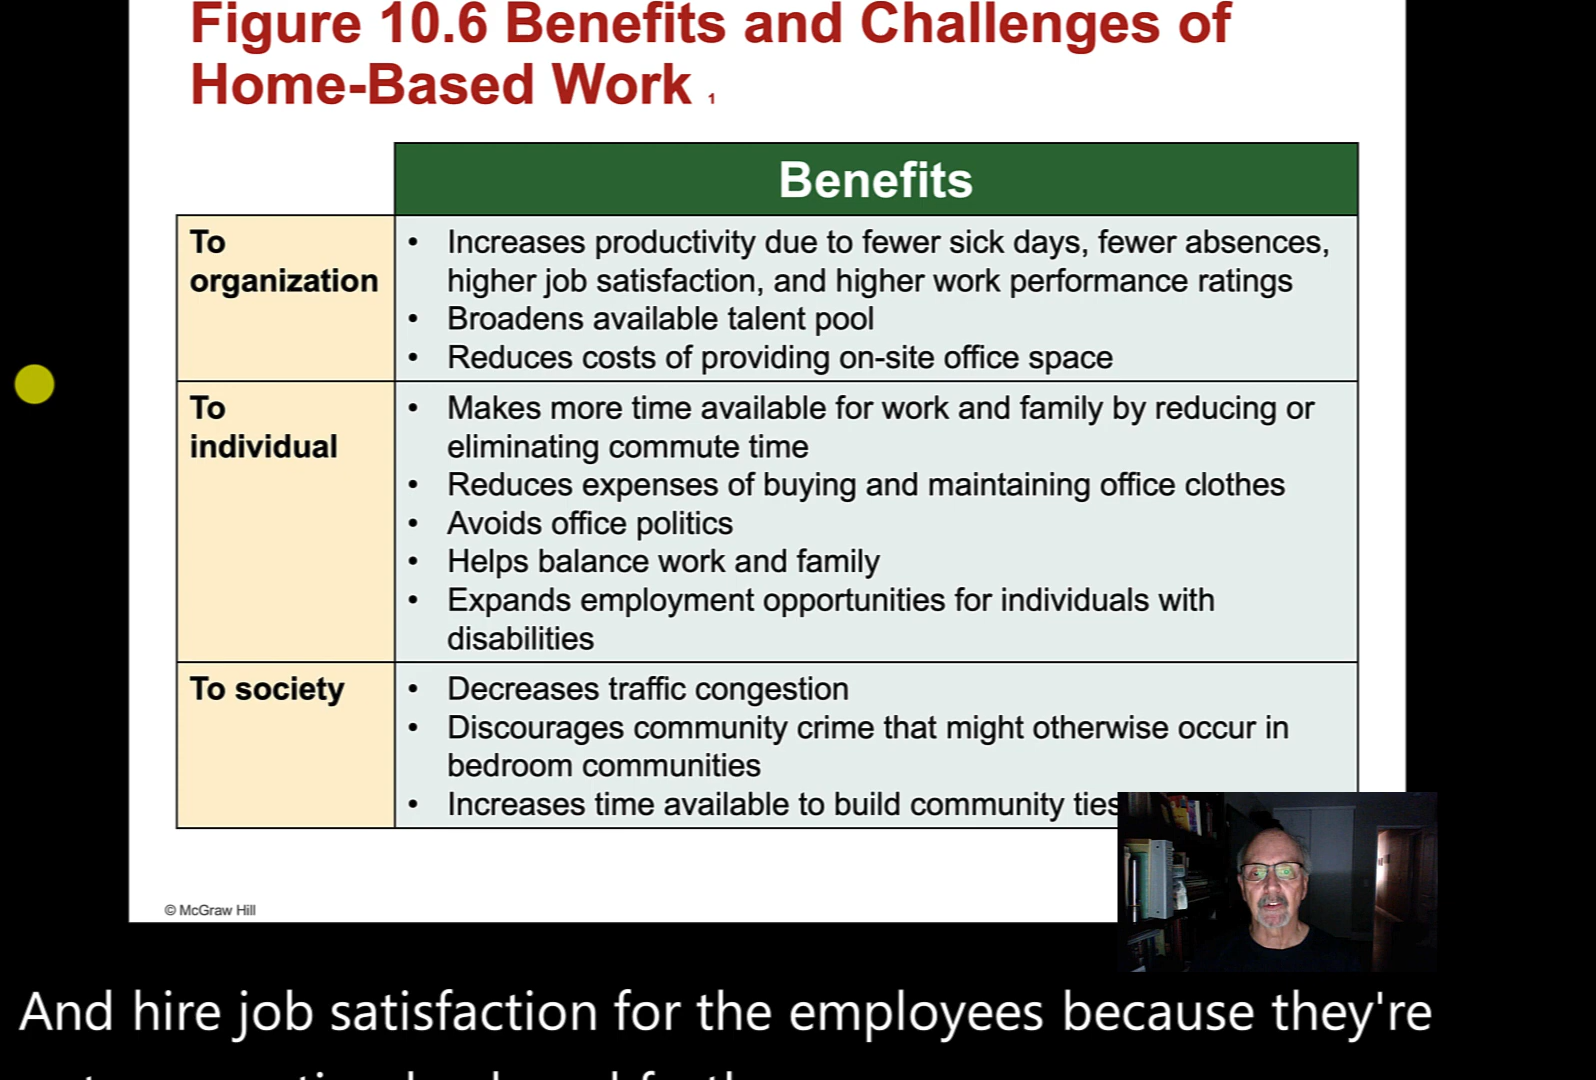 Figure 10.6 Benefits and Challenges of
Home-Based Work 1
Benefits
To
organization
• Increases productivity due to fewer sick days, fewer absences,
higher job satisfaction, and higher work performance ratings
• Broadens available talent pool
• Reduces costs of providing on-site office space
To
individual
• Makes more time available for work and family by reducing or
eliminating commute time
• Reduces expenses of buying and maintaining office clothes
• Avoids office politics
• Helps balance work and family
• Expands employment opportunities for individuals with
disabilities
To society
• Decreases traffic congestion
• Discourages community crime that might otherwise occur in
bedroom communities
• Increases time available to build community ties
© McGraw Hill
And hire job satisfaction for the employees because they're